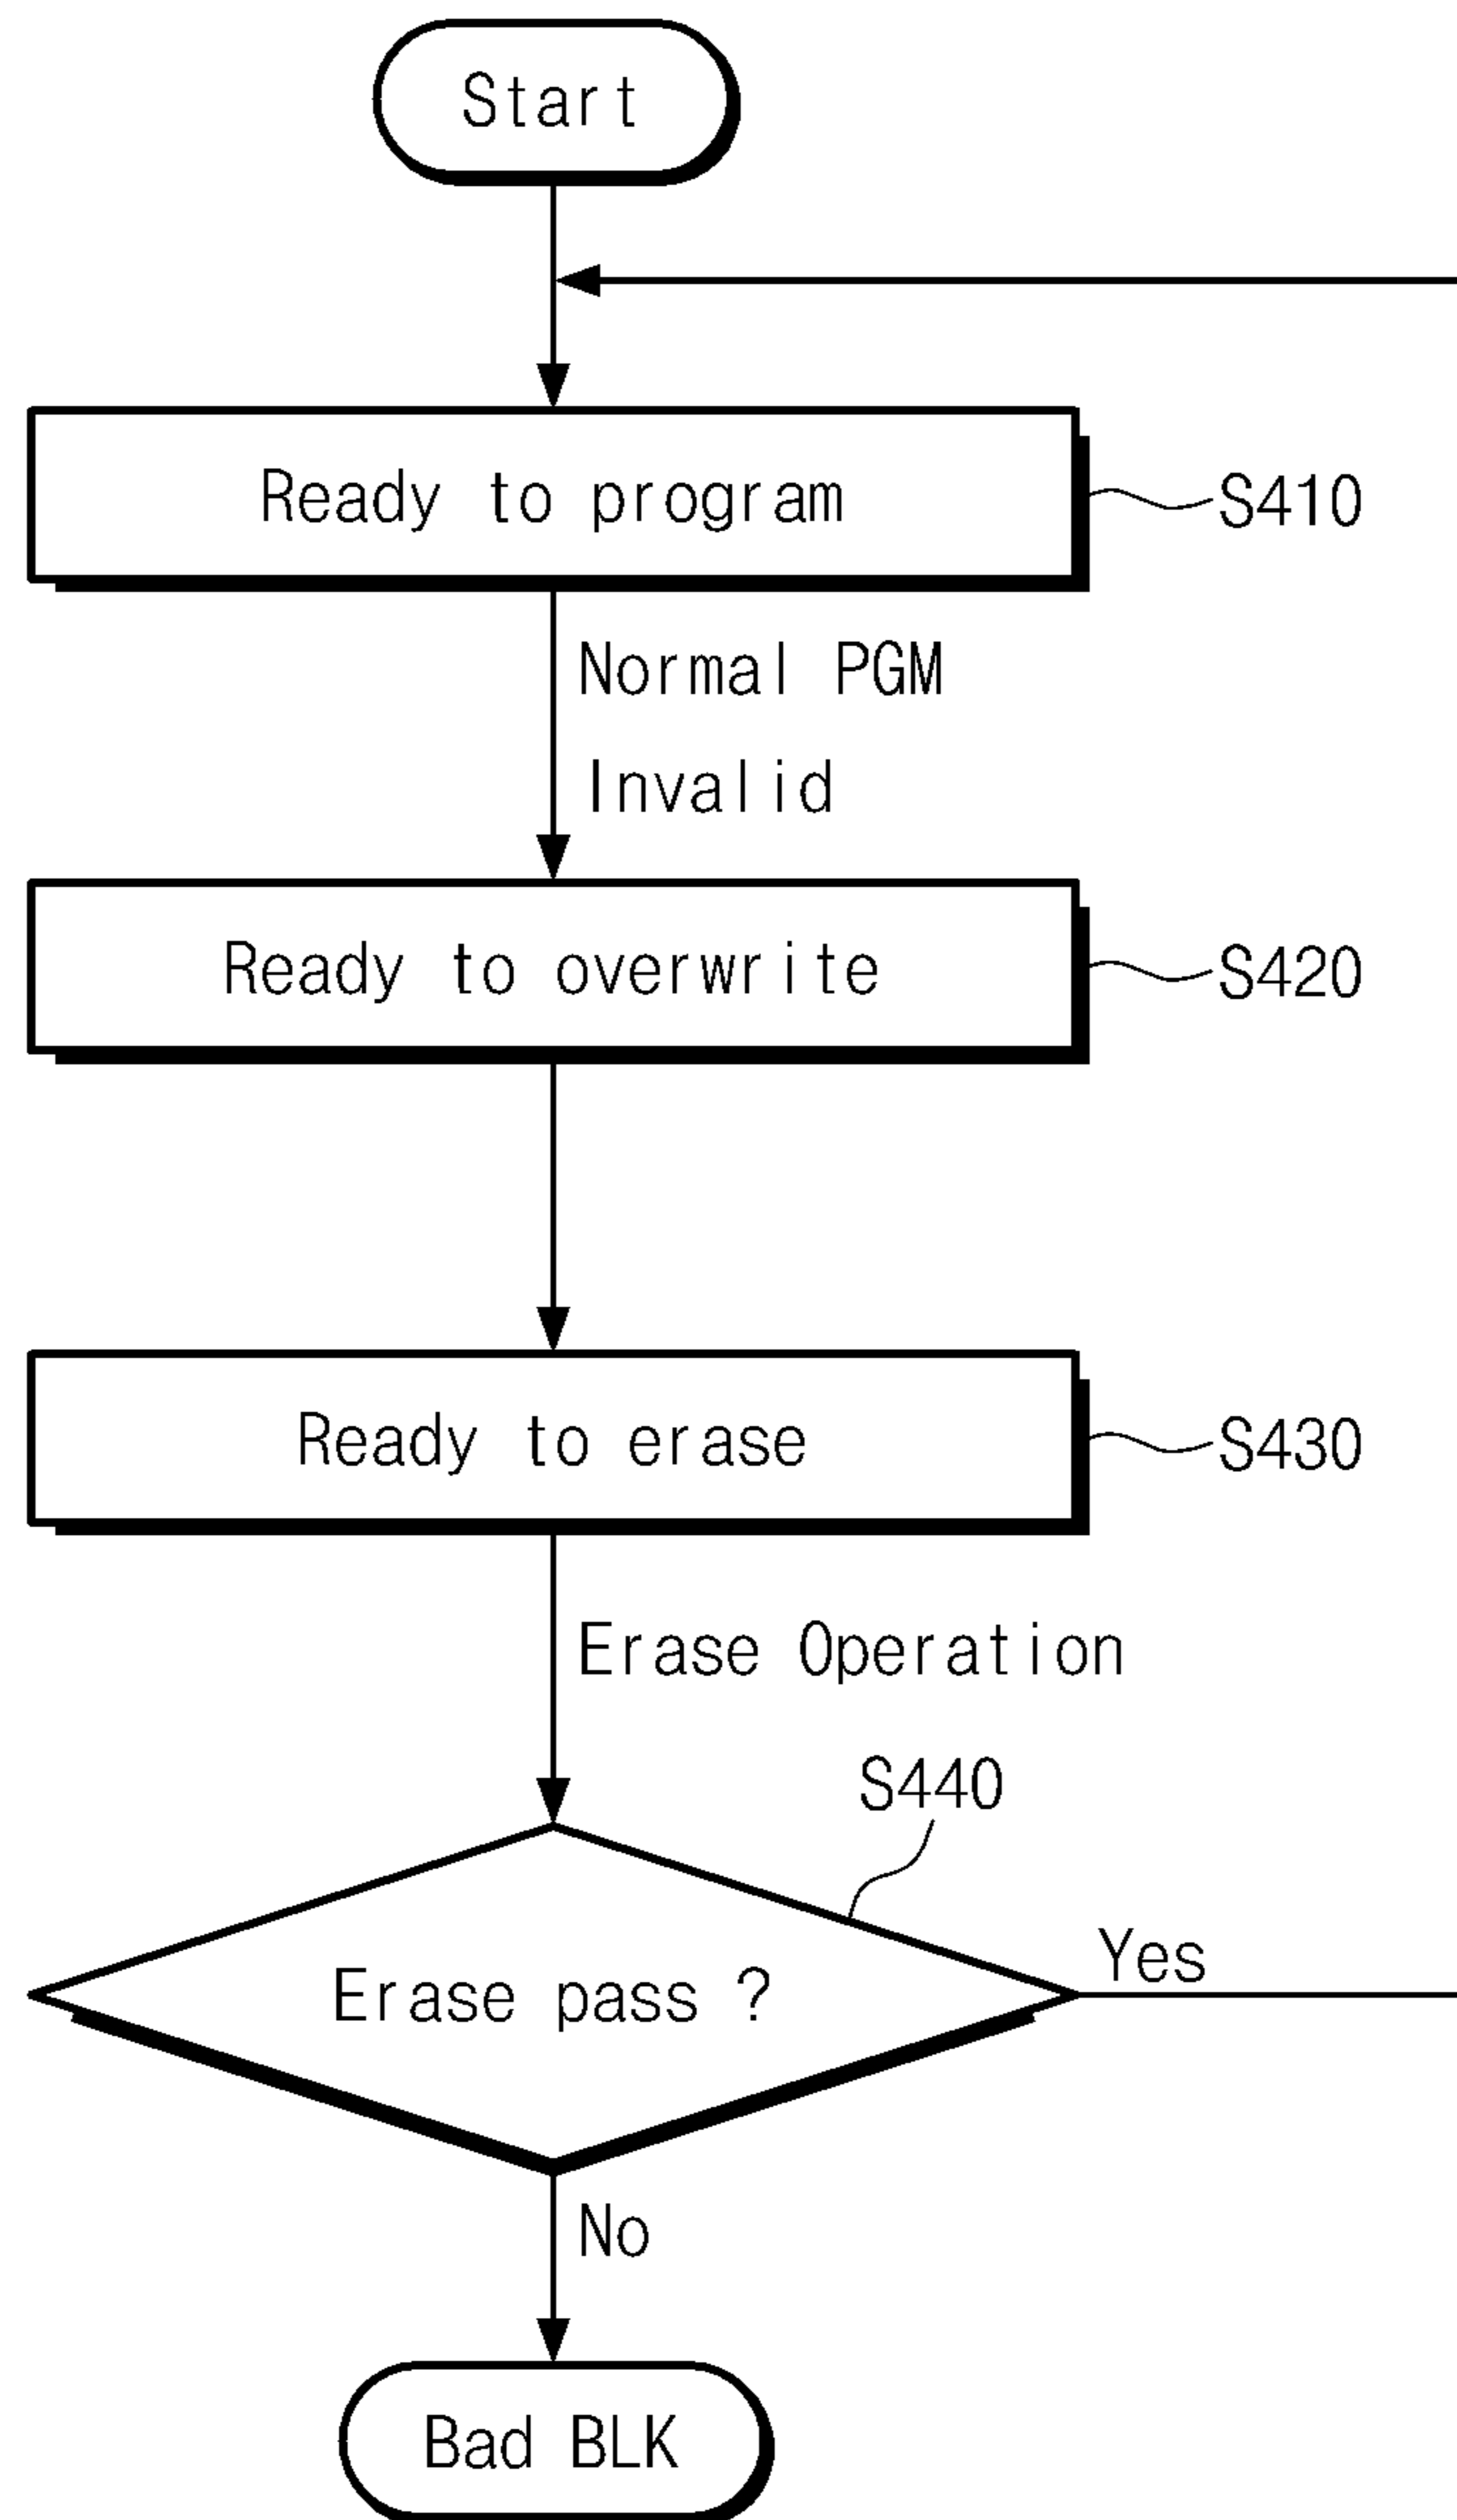 Start
Ready to program
S410
Normal PGM
Invalid
Ready to overwrite
S420
Ready to erase
S430
Erase Operation
S440
Erase pass ?
Yes
No
Bad BLK